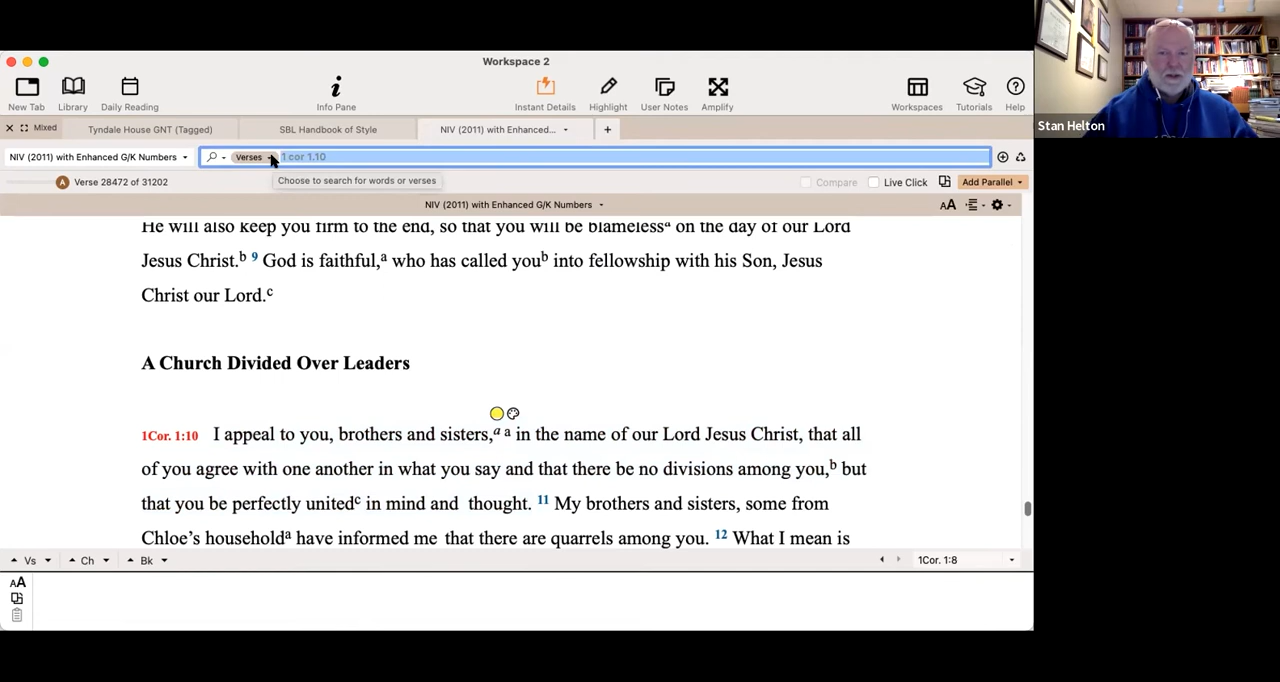 Workspace 2
New Tab Library Daily Reading Info Pane Instant Details Highlight User Notes Amplify Workspaces Tutorials Help
Mixed Tyndale House GNT (Tagged) SBL Handbook of Style NIV (2011) with Enhanced... +
NIV (2011) with Enhanced G/K Numbers Verses 1 cor 1.10
A Verse 28472 of 31202 Choose to search for words or verses Compare Live Click Add Parallel
NIV (2011) with Enhanced G/K Numbers AA
He will also keep you firm to the end, so that you will be blamelessᵃ on the day of our Lord
Jesus Christ.ᵇ 9 God is faithful,ᵃ who has called youᵇ into fellowship with his Son, Jesus
Christ our Lord.ᶜ
A Church Divided Over Leaders
1Cor. 1:10 I appeal to you, brothers and sisters,ᵃ ᵃ in the name of our Lord Jesus Christ, that all
of you agree with one another in what you say and that there be no divisions among you,ᵇ but
that you be perfectly unitedᶜ in mind and thought. 11 My brothers and sisters, some from
Chloe's householdᵃ have informed me that there are quarrels among you. 12 What I mean is
Vs Ch Bk 1Cor. 1:8
AA
Stan Helton